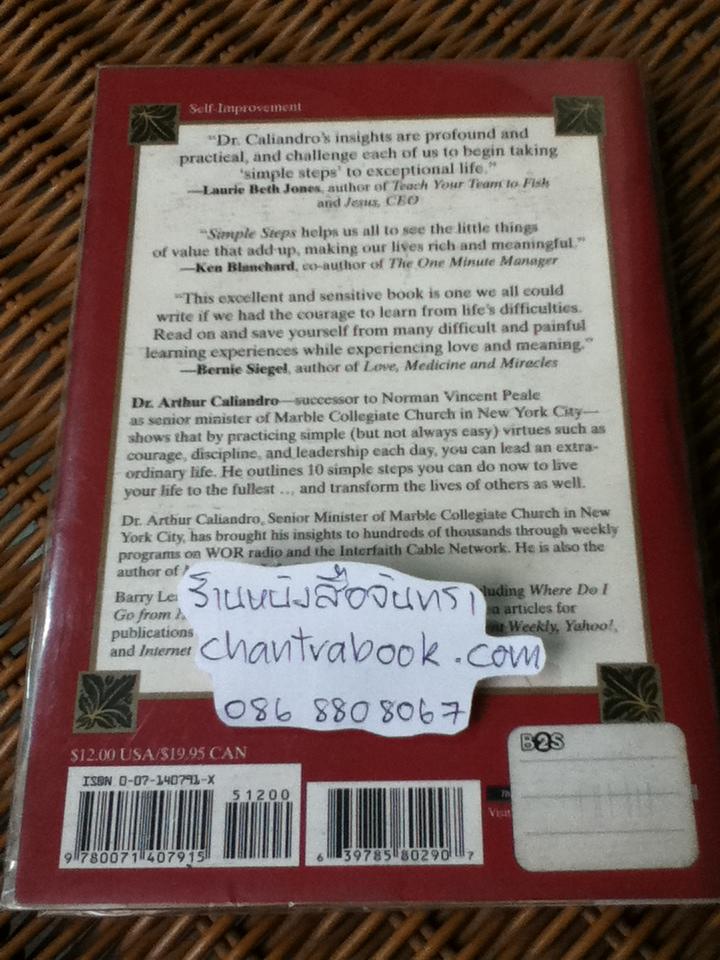 Self-Improvement
“Dr. Caliandro’s insights are profound and
practical, and challenge each of us to begin taking
‘simple steps’ to exceptional life.”
—Laurie Beth Jones, author of Teach Your Team to Fish
and Jesus, CEO
“Simple Steps helps us all to see the little things
of value that add up, making our lives rich and meaningful.”
—Ken Blanchard, co-author of The One Minute Manager
“This excellent and sensitive book is one we all could
write if we had the courage to learn from life’s difficulties.
Read on and save yourself from many difficult and painful
learning experiences while experiencing love and meaning.”
—Bernie Siegel, author of Love, Medicine and Miracles
Dr. Arthur Caliandro—successor to Norman Vincent Peale
as senior minister of Marble Collegiate Church in New York City—
shows that by practicing simple (but not always easy) virtues such as
courage, discipline, and leadership each day, you can lead an extra-
ordinary life. He outlines 10 simple steps you can do now to live
your life to the fullest ... and transform the lives of others as well.
Dr. Arthur Caliandro, Senior Minister of Marble Collegiate Church in New
York City, has brought his insights to hundreds of thousands through weekly
programs on WOR radio and the Interfaith Cable Network. He is also the
author of
Barry Le luding Where Do I
Go from articles for
publications Weekly, Yahoo!,
and Internet
ร้านหนังสือจันทรา
chantrabook.com
086 8808067
$12.00 USA/$19.95 CAN
B2S
ISBN 0-07-140791-X
51200
9 780071 407915
6 39785 80290 7
Visit